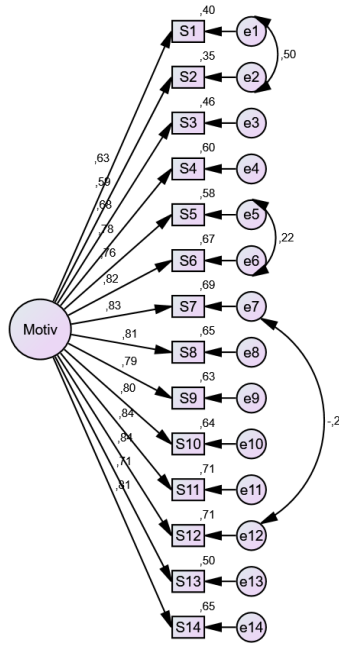 ,40
S1 e1
,50
,35
S2 e2
,46
S3 e3
,63
,60
S4 e4
,59
,58
,68
S5 e5
,22
,78
,67
,76
S6 e6
,82
,69
S7 e7
,83
Motiv
,81
,65
S8 e8
,79
,63
S9 e9
,80
,64
-,2
,84
S10 e10
,84
,71
,71
S11 e11
,81
,71
S12 e12
,50
S13 e13
,65
S14 e14